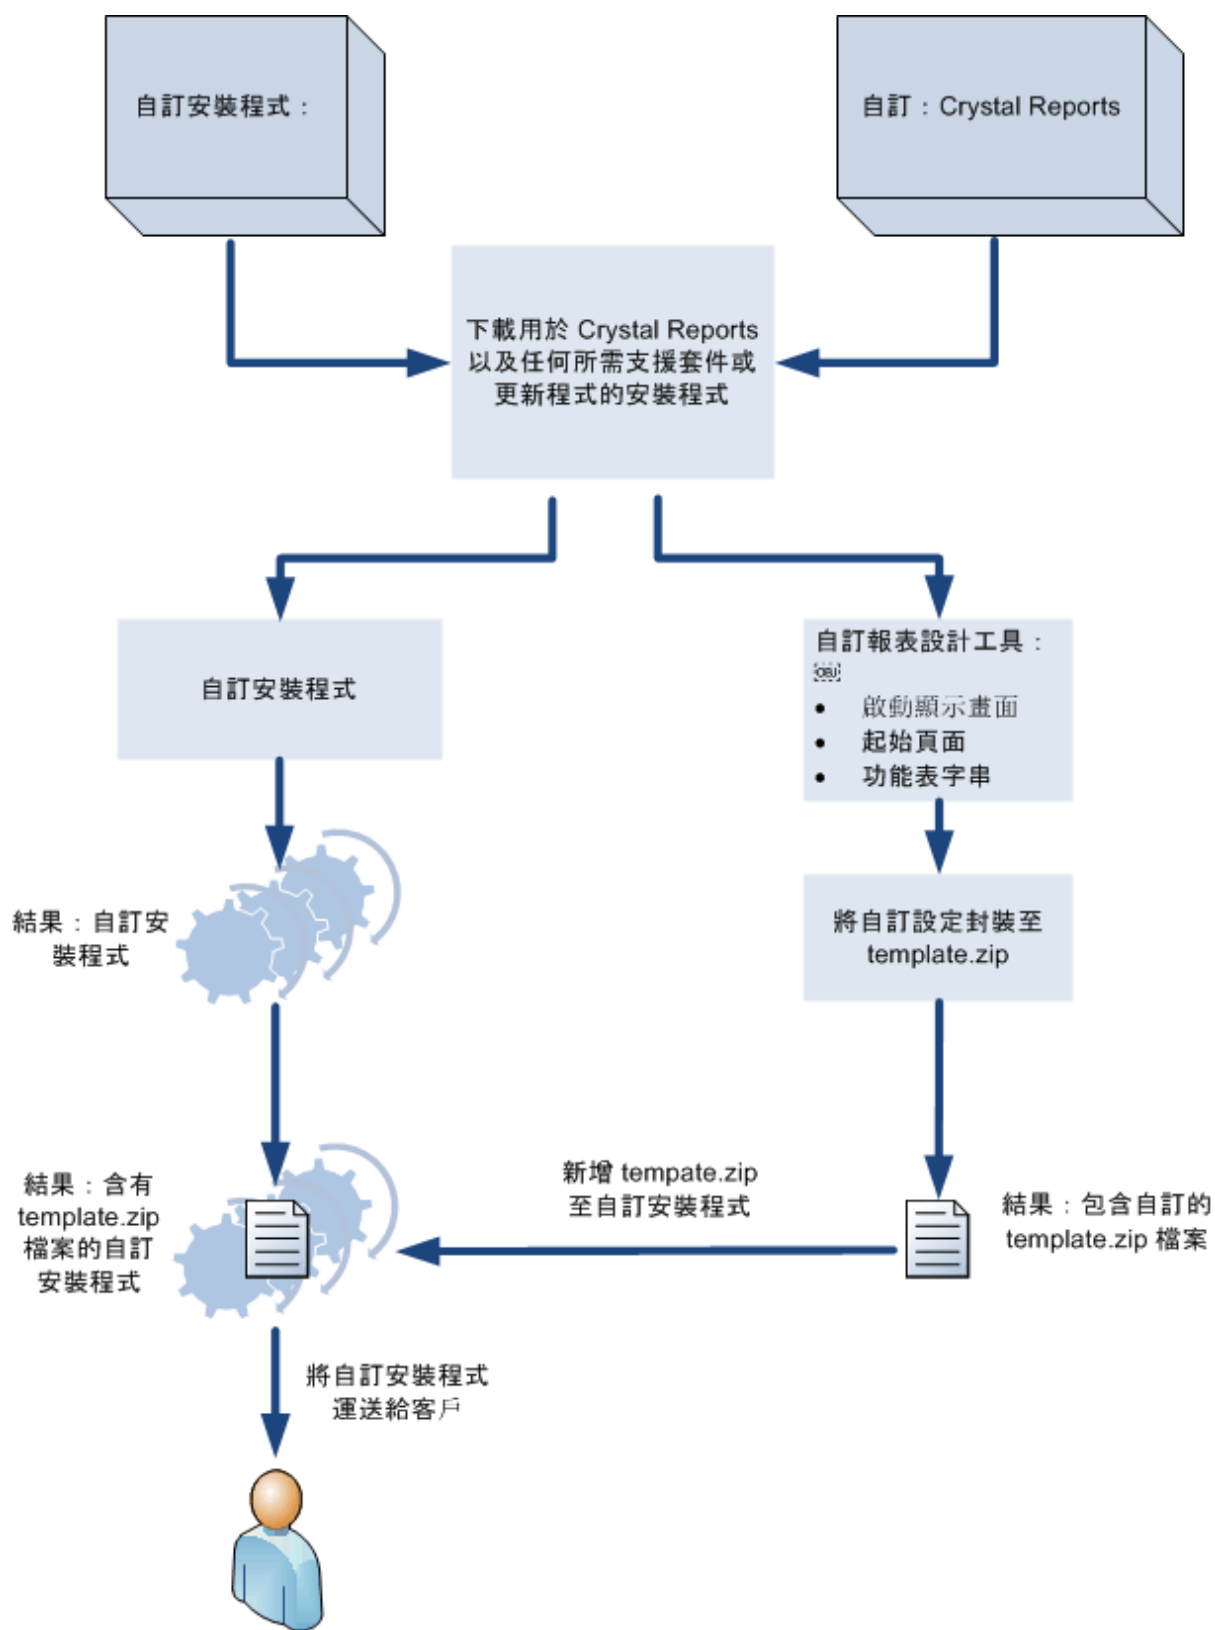 自訂安裝程式：
自訂：Crystal Reports
下載用於 Crystal Reports
以及任何所需支援套件或
更新程式的安裝程式
自訂安裝程式
自訂報表設計工具：
OBJ
• 啟動顯示畫面
• 起始頁面
• 功能表字串
結果：自訂安
裝程式
將自訂設定封裝至
template.zip
結果：含有
template.zip
檔案的自訂
安裝程式
新增 tempate.zip
至自訂安裝程式
結果：包含自訂的
template.zip 檔案
將自訂安裝程式
運送給客戶